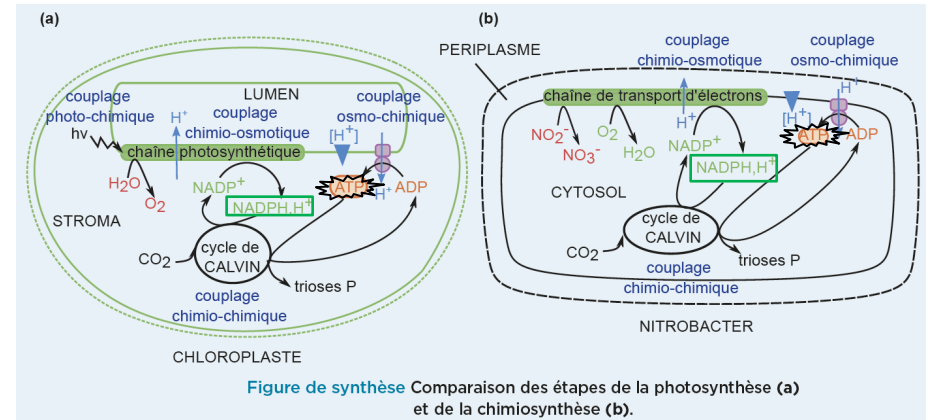 (a)
couplage
photo-chimique
hν
LUMEN
H⁺
couplage
chimio-osmotique
couplage
osmo-chimique
[H⁺]
chaîne photosynthétique
H₂O
O₂
NADP⁺
NADPH,H⁺
ATP
H⁺
ADP
STROMA
CO₂
cycle de
CALVIN
trioses P
couplage
chimio-chimique
CHLOROPLASTE
(b)
PERIPLASME
couplage
chimio-osmotique
couplage
osmo-chimique
H⁺
chaîne de transport d'électrons
[H⁺]
H⁺
NO₂⁻
NO₃⁻
O₂
H₂O
NADP⁺
NADPH,H⁺
ATP
ADP
CYTOSOL
CO₂
cycle de
CALVIN
trioses P
couplage
chimio-chimique
NITROBACTER
Figure de synthèse Comparaison des étapes de la photosynthèse (a)
et de la chimiosynthèse (b).